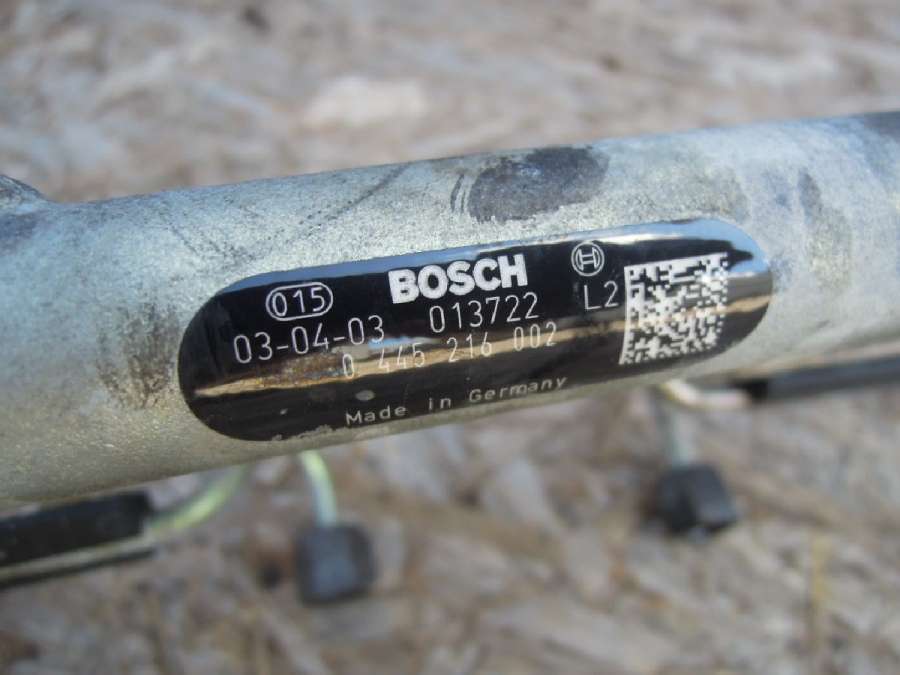 BOSCH
015
03-04-03 013722 L2
0 445 216 002
Made in Germany